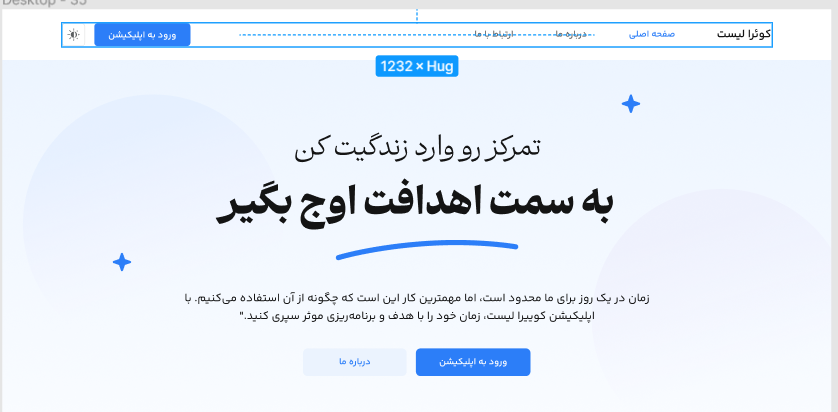 Desktop - 35
کوئرا لیست
صفحه اصلی
درباره ما
ارتباط با ما
ورود به اپلیکیشن
1232 × Hug
تمرکز رو وارد زندگیت کن
به سمت اهدافت اوج بگیر
زمان در یک روز برای ما محدود است، اما مهمترین کار این است که چگونه از آن استفاده می‌کنیم. با
اپلیکیشن کوییرا لیست، زمان خود را با هدف و برنامه‌ریزی موثر سپری کنید."
ورود به اپلیکیشن
درباره ما